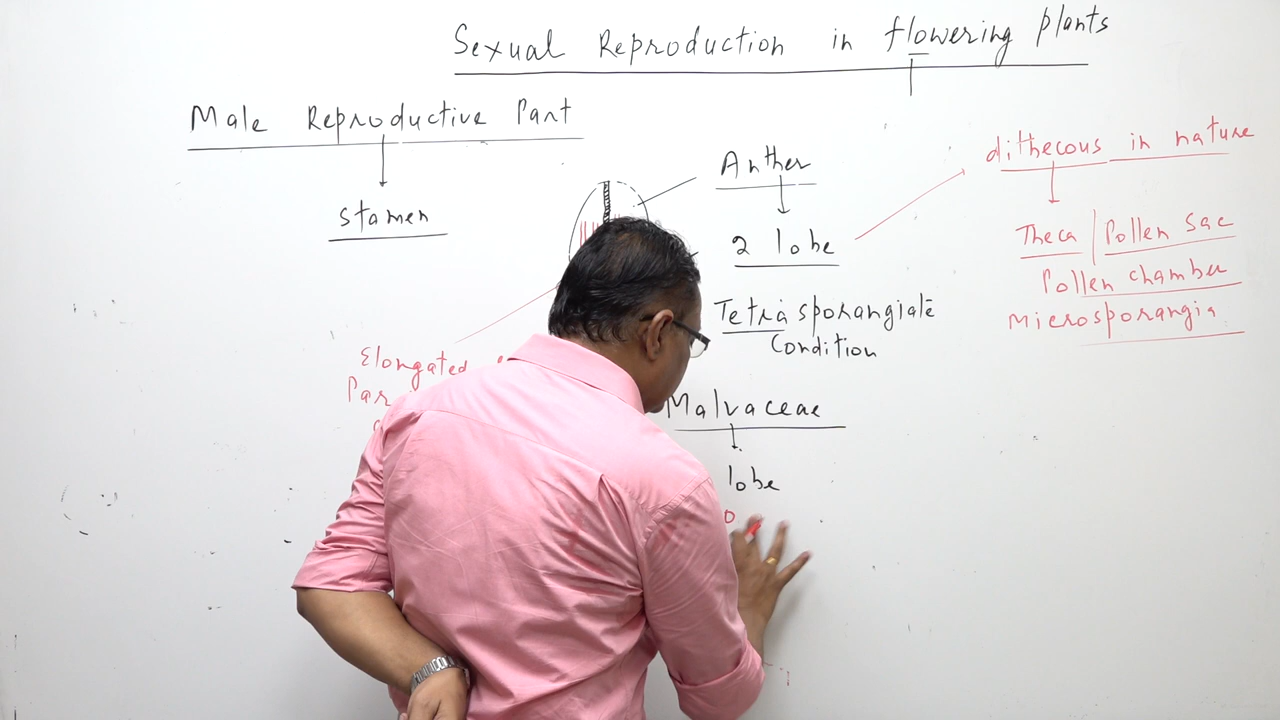 Sexual Reproduction in flowering plants
Male Reproductive Part
stamen
Anther
2 lobe
Tetrasporangiate
Condition
Malvaceae
lobe
dithecous in nature
Theca / Pollen Sac
Pollen chamber
Microsporangia
Elongated